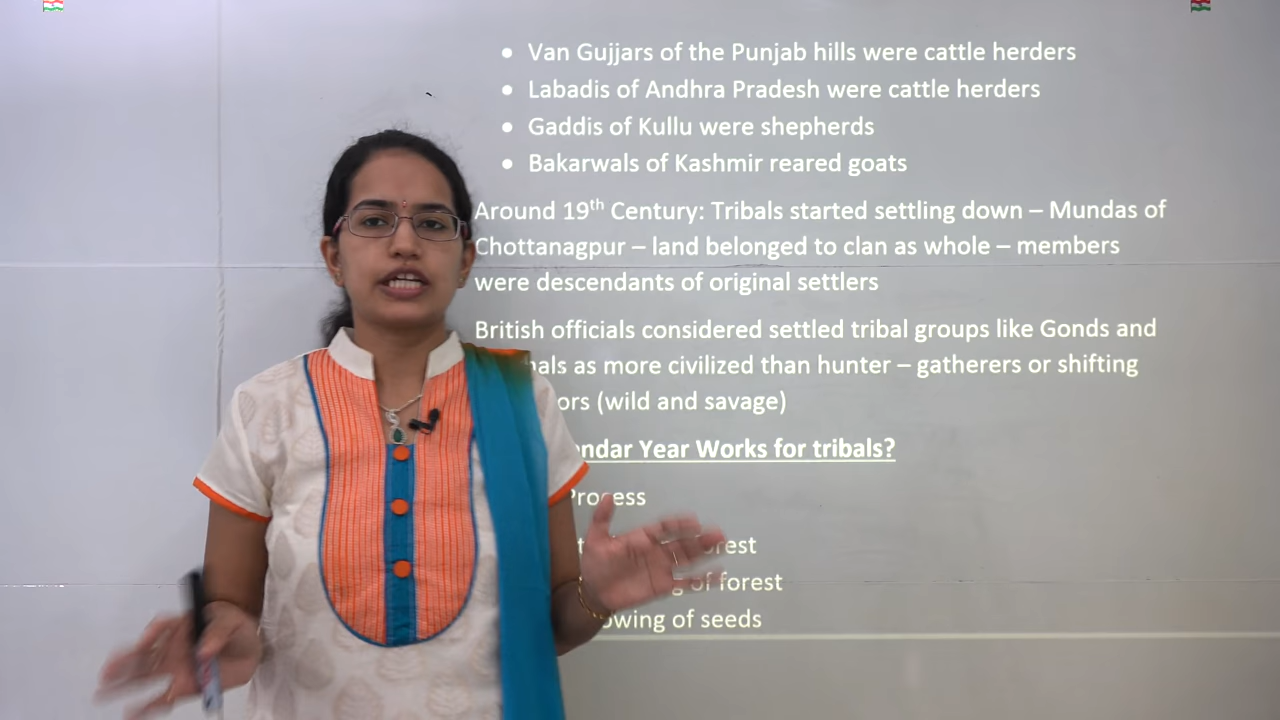 • Van Gujjars of the Punjab hills were cattle herders
• Labadis of Andhra Pradesh were cattle herders
• Gaddis of Kullu were shepherds
• Bakarwals of Kashmir reared goats
Around 19th Century: Tribals started settling down – Mundas of
Chottanagpur – land belonged to clan as whole – members
were descendants of original settlers
British officials considered settled tribal groups like Gonds and
as more civilized than hunter – gatherers or shifting
(wild and savage)
Year Works for tribals?
Process
of forest
of seeds